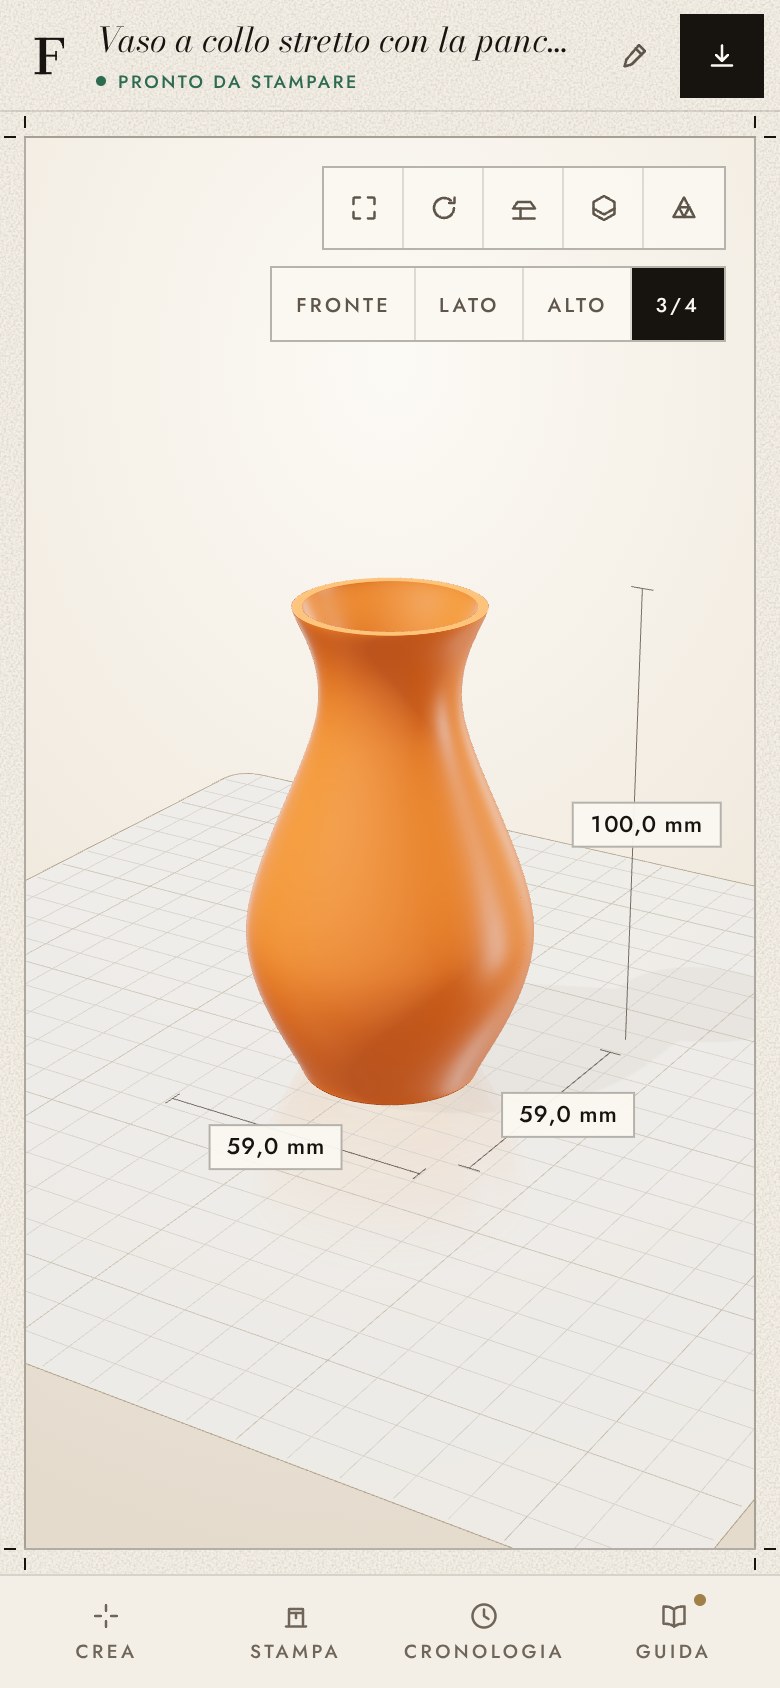 F
Vaso a collo stretto con la panc...
PRONTO DA STAMPARE
FRONTE LATO ALTO 3/4
100,0 mm
59,0 mm
59,0 mm
CREA STAMPA CRONOLOGIA GUIDA